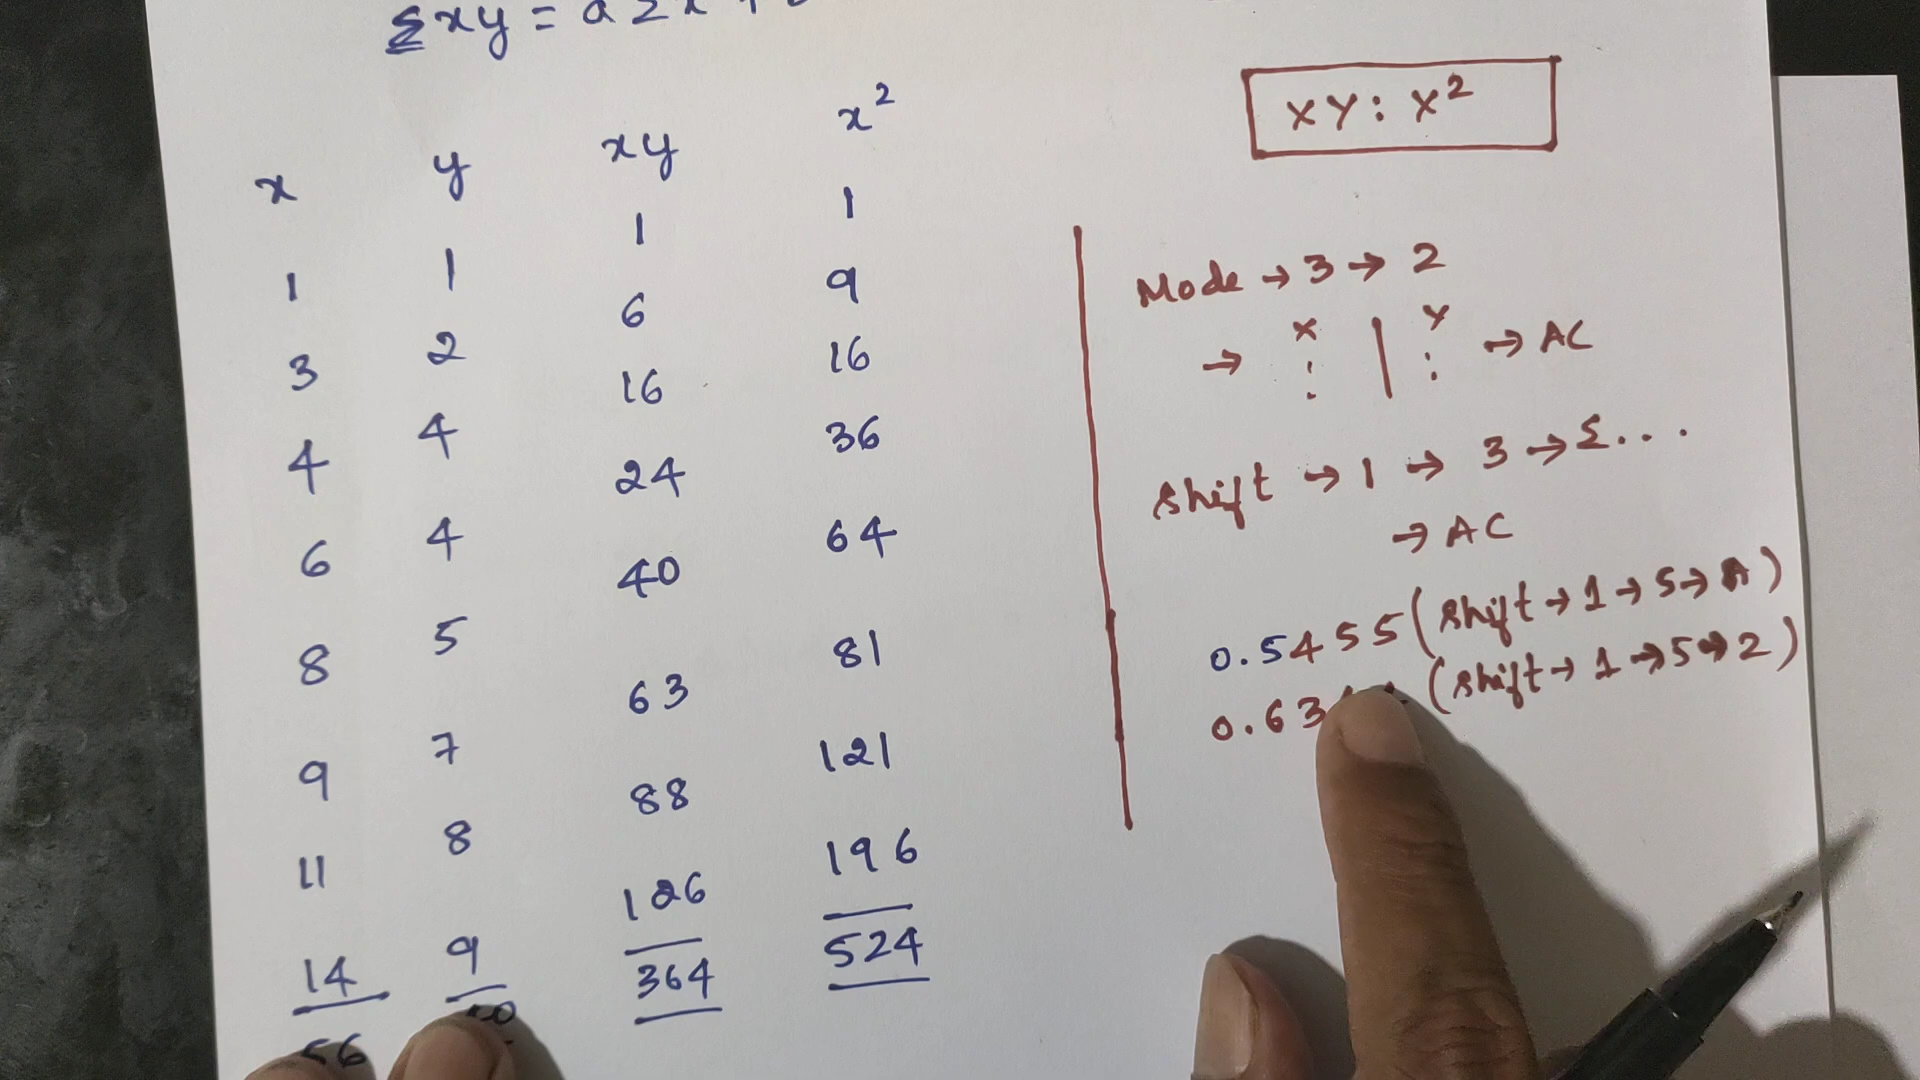 Σxy = a Σx +
x y xy x²
1 1 1 1
3 2 6 9
4 4 16 16
6 4 24 36
8 5 40 64
9 7 63 81
11 8 88 121
14 9 126 196
56 364 524
XY: X²
Mode → 3 → 2
→ X | Y → AC
: :
Shift → 1 → 3 → Σ...
→ AC
0.5455 (Shift → 1 → 5 → A)
0.63 (Shift → 1 → 5 → 2)